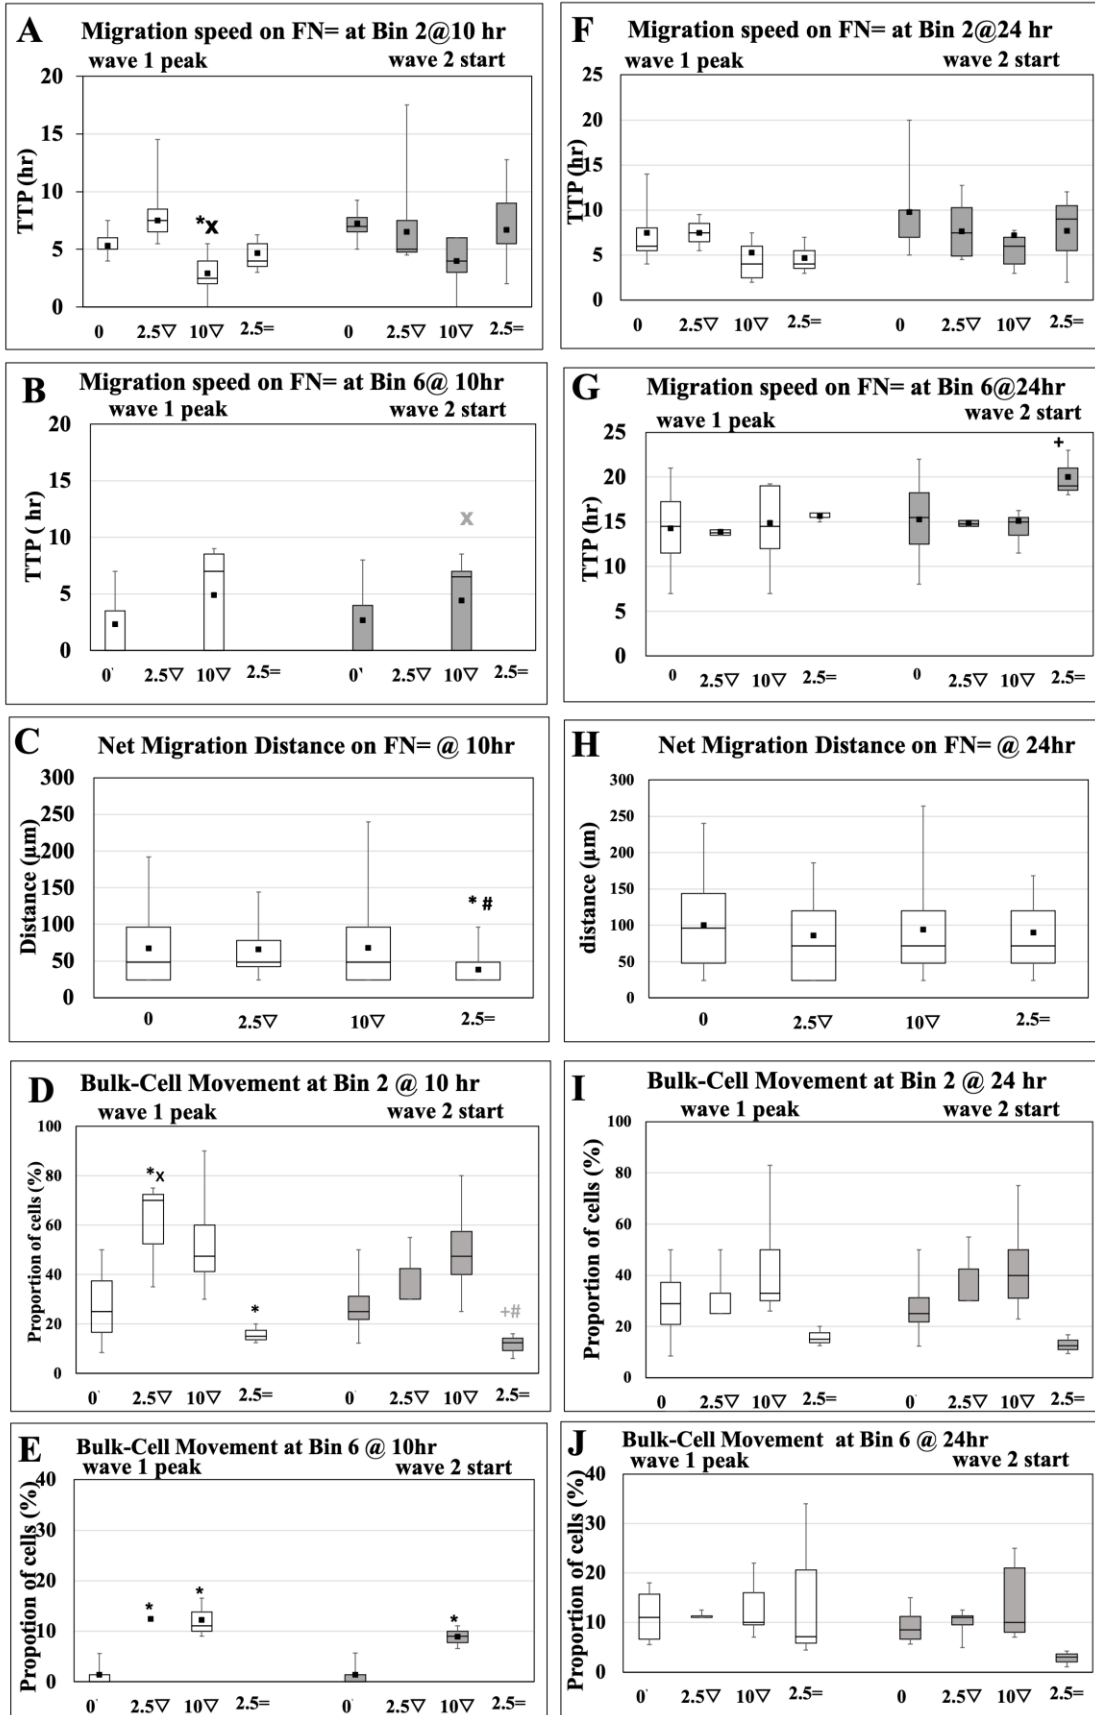 A
Migration speed on FN= at Bin 2@10 hr
wave 1 peak
wave 2 start
TTP (hr)
20
15
10
5
0
0 2.5▽ 10▽ 2.5= 0 2.5▽ 10▽ 2.5=
*x
F
Migration speed on FN= at Bin 2@24 hr
wave 1 peak
wave 2 start
TTP (hr)
25
20
15
10
5
0
0 2.5▽ 10▽ 2.5= 0 2.5▽ 10▽ 2.5=
B
Migration speed on FN= at Bin 6@ 10hr
wave 1 peak
wave 2 start
TTP ( hr)
20
15
10
5
0
x
0' 2.5▽ 10▽ 2.5= 0' 2.5▽ 10▽ 2.5=
G
Migration speed on FN= at Bin 6@24hr
wave 1 peak
wave 2 start
TTP (hr)
25
20
15
10
5
0
+
0 2.5▽ 10▽ 2.5= 0 2.5▽ 10▽ 2.5=
C
Net Migration Distance on FN= @ 10hr
Distance (µm)
300
250
200
150
100
50
0
* #
0 2.5▽ 10▽ 2.5=
H
Net Migration Distance on FN= @ 24hr
distance (µm)
300
250
200
150
100
50
0
0 2.5▽ 10▽ 2.5=
D
Bulk-Cell Movement at Bin 2 @ 10 hr
wave 1 peak
wave 2 start
Proportion of cells (%)
100
80
60
40
20
0
*x
*
+#
0' 2.5▽ 10▽ 2.5= 0' 2.5▽ 10▽ 2.5=
I
Bulk-Cell Movement at Bin 2 @ 24 hr
wave 1 peak
wave 2 start
Proportion of cells (%)
100
80
60
40
20
0
0 2.5▽ 10▽ 2.5= 0 2.5▽ 10▽ 2.5=
E
Bulk-Cell Movement at Bin 6 @ 10hr
wave 1 peak
wave 2 start
Propotion of cells (%)
40
30
20
10
0
*
*
*
0' 2.5▽ 10▽ 2.5= 0' 2.5▽ 10▽ 2.5=
J
Bulk-Cell Movement at Bin 6 @ 24hr
wave 1 peak
wave 2 start
Proportion of cells (%)
40
30
20
10
0
0' 2.5▽ 10▽ 2.5= 0 2.5▽ 10▽ 2.5=